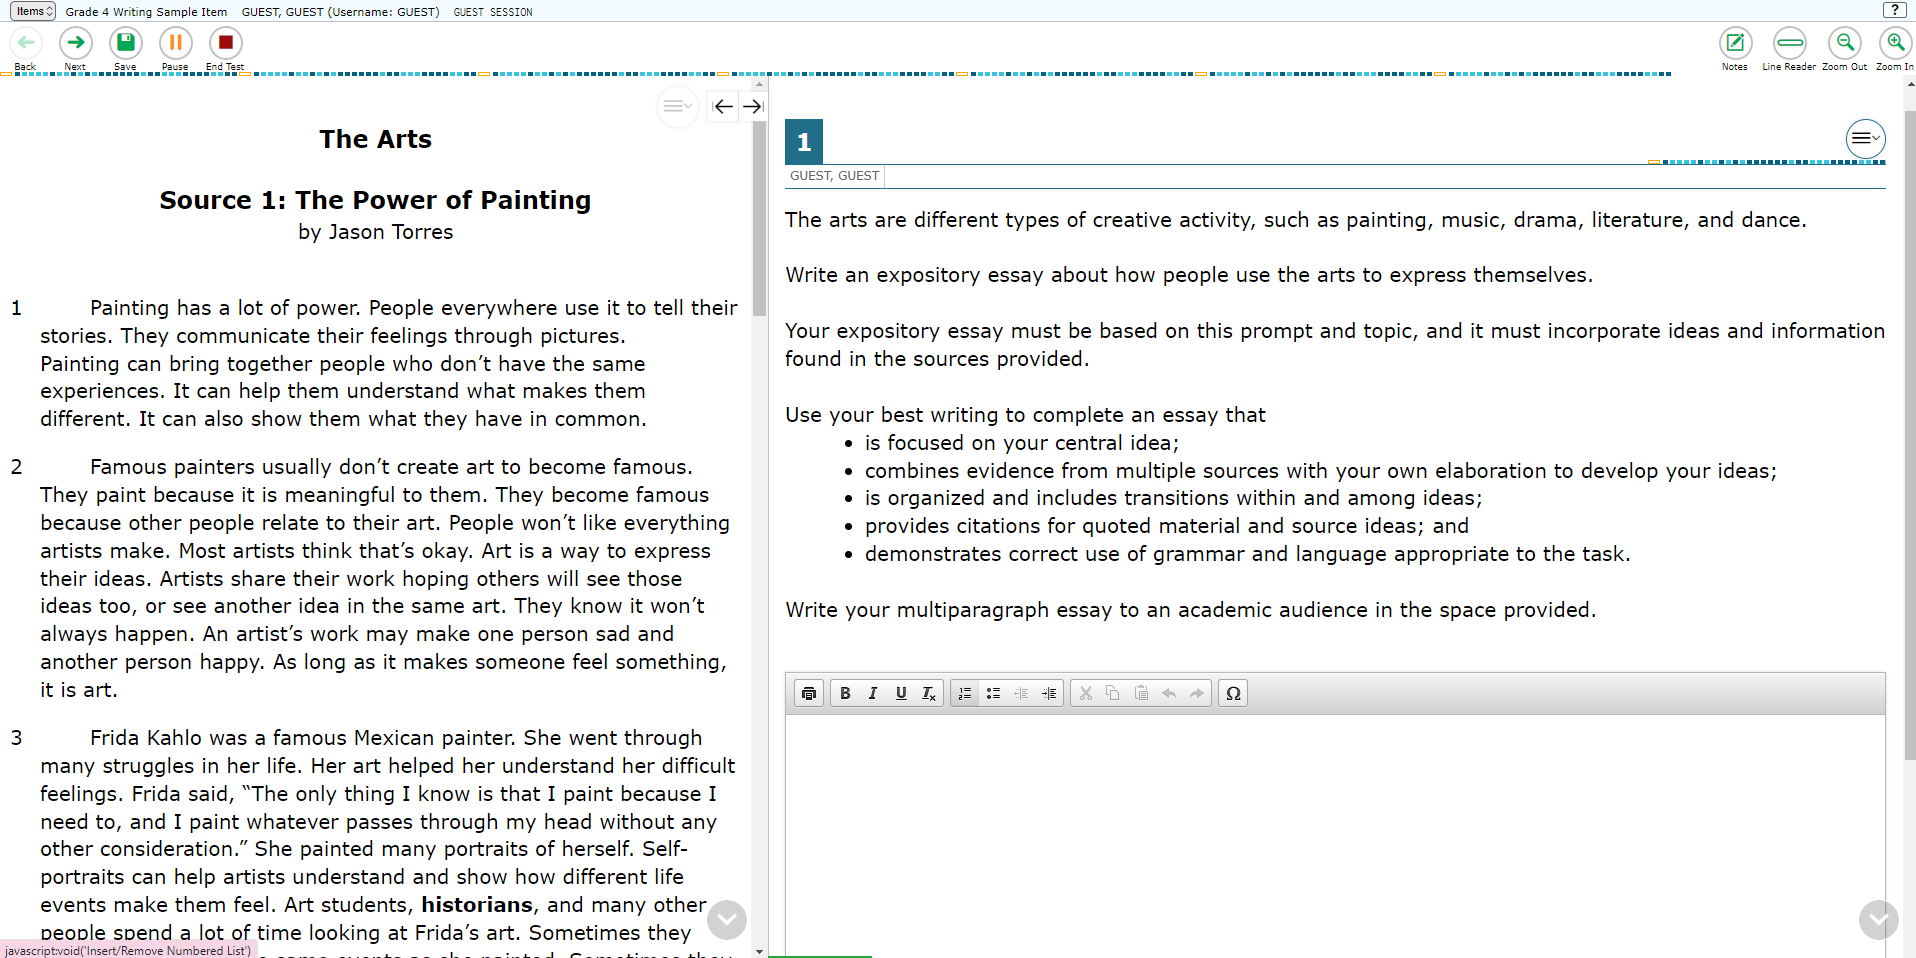 Items Grade 4 Writing Sample Item GUEST, GUEST (Username: GUEST) GUEST SESSION ?
Back Next Save Pause End Test Notes Line Reader Zoom Out Zoom In
The Arts
Source 1: The Power of Painting
by Jason Torres
1 Painting has a lot of power. People everywhere use it to tell their
stories. They communicate their feelings through pictures.
Painting can bring together people who don’t have the same
experiences. It can help them understand what makes them
different. It can also show them what they have in common.
2 Famous painters usually don’t create art to become famous.
They paint because it is meaningful to them. They become famous
because other people relate to their art. People won’t like everything
artists make. Most artists think that’s okay. Art is a way to express
their ideas. Artists share their work hoping others will see those
ideas too, or see another idea in the same art. They know it won’t
always happen. An artist’s work may make one person sad and
another person happy. As long as it makes someone feel something,
it is art.
3 Frida Kahlo was a famous Mexican painter. She went through
many struggles in her life. Her art helped her understand her difficult
feelings. Frida said, “The only thing I know is that I paint because I
need to, and I paint whatever passes through my head without any
other consideration.” She painted many portraits of herself. Self-
portraits can help artists understand and show how different life
events make them feel. Art students, historians, and many other
people spend a lot of time looking at Frida’s art. Sometimes they
javascript:void('Insert/Remove Numbered List')
1
GUEST, GUEST
The arts are different types of creative activity, such as painting, music, drama, literature, and dance.
Write an expository essay about how people use the arts to express themselves.
Your expository essay must be based on this prompt and topic, and it must incorporate ideas and information
found in the sources provided.
Use your best writing to complete an essay that
• is focused on your central idea;
• combines evidence from multiple sources with your own elaboration to develop your ideas;
• is organized and includes transitions within and among ideas;
• provides citations for quoted material and source ideas; and
• demonstrates correct use of grammar and language appropriate to the task.
Write your multiparagraph essay to an academic audience in the space provided.
B I U Tx Ω